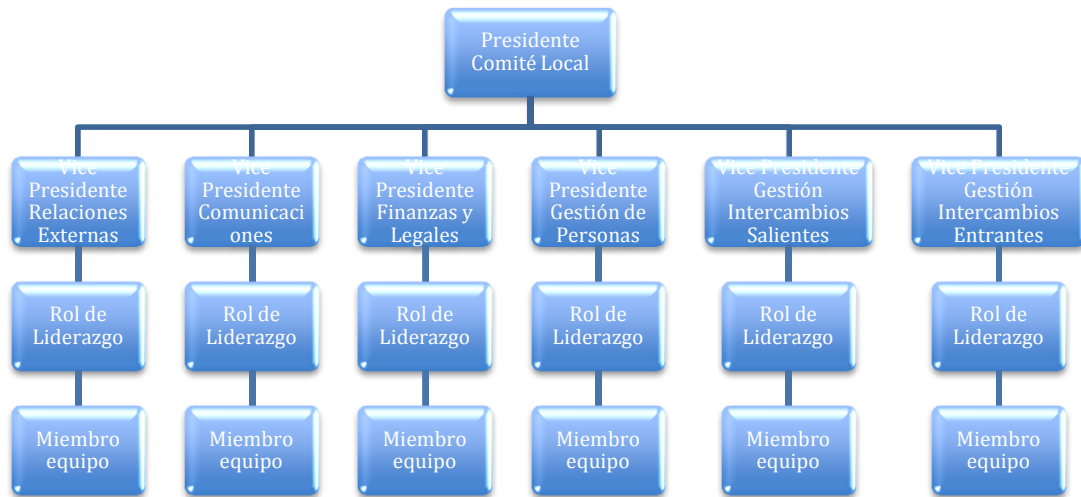 Presidente
Comité Local
Vice
Presidente
Relaciones
Externas
Vice
Presidente
Comunicaci
ones
Vice
Presidente
Finanzas y
Legales
Vice
Presidente
Gestión de
Personas
Vice Presidente
Gestión
Intercambios
Salientes
Vice Presidente
Gestión
Intercambios
Entrantes
Rol de
Liderazgo
Rol de
Liderazgo
Rol de
Liderazgo
Rol de
Liderazgo
Rol de
Liderazgo
Rol de
Liderazgo
Miembro
equipo
Miembro
equipo
Miembro
equipo
Miembro
equipo
Miembro
equipo
Miembro
equipo